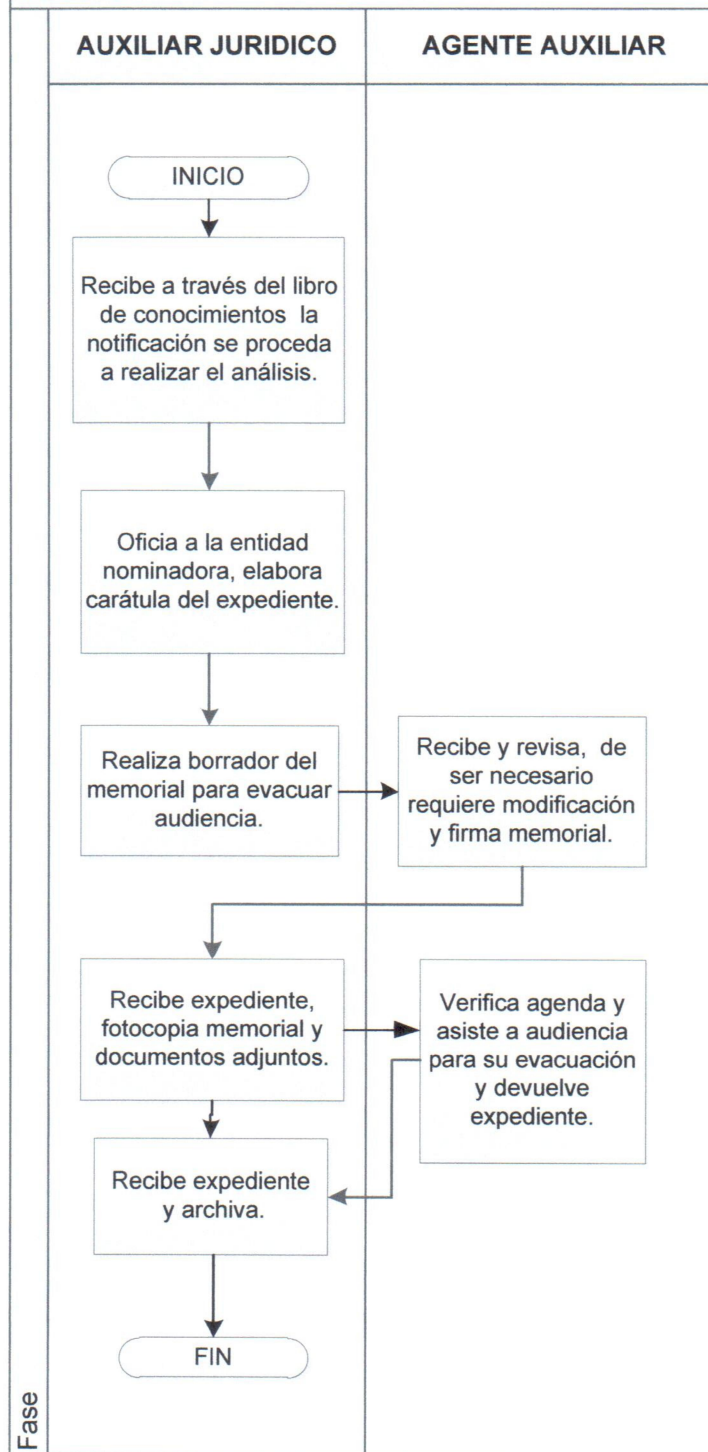 AUXILIAR JURIDICO
AGENTE AUXILIAR
INICIO
Recibe a través del libro
de conocimientos la
notificación se proceda
a realizar el análisis.
Oficia a la entidad
nominadora, elabora
carátula del expediente.
Realiza borrador del
memorial para evacuar
audiencia.
Recibe y revisa, de
ser necesario
requiere modificación
y firma memorial.
Recibe expediente,
fotocopia memorial y
documentos adjuntos.
Verifica agenda y
asiste a audiencia
para su evacuación
y devuelve
expediente.
Recibe expediente
y archiva.
FIN
Fase